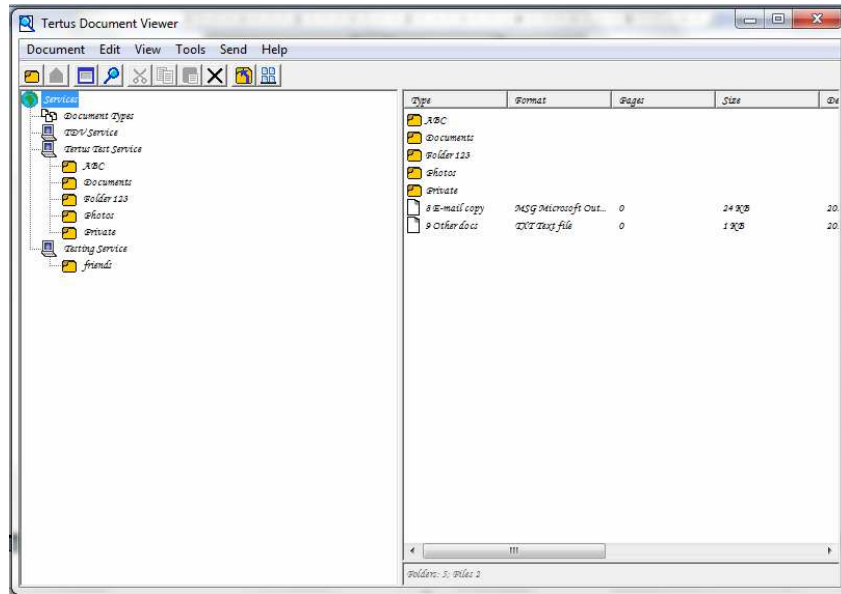 Tertus Document Viewer
Document Edit View Tools Send Help
Services
Document Types
TDV Service
Tertus Test Service
ABC
Documents
Folder 123
Photos
Private
Testing Service
friends
Type Format Pages Size De
ABC
Documents
Folder 123
Photos
Private
8 E-mail copy MSG Microsoft Out... 0 24 KB 20.
9 Other docs TXT Text file 0 1 KB 20.
Folders: 5; Files 2